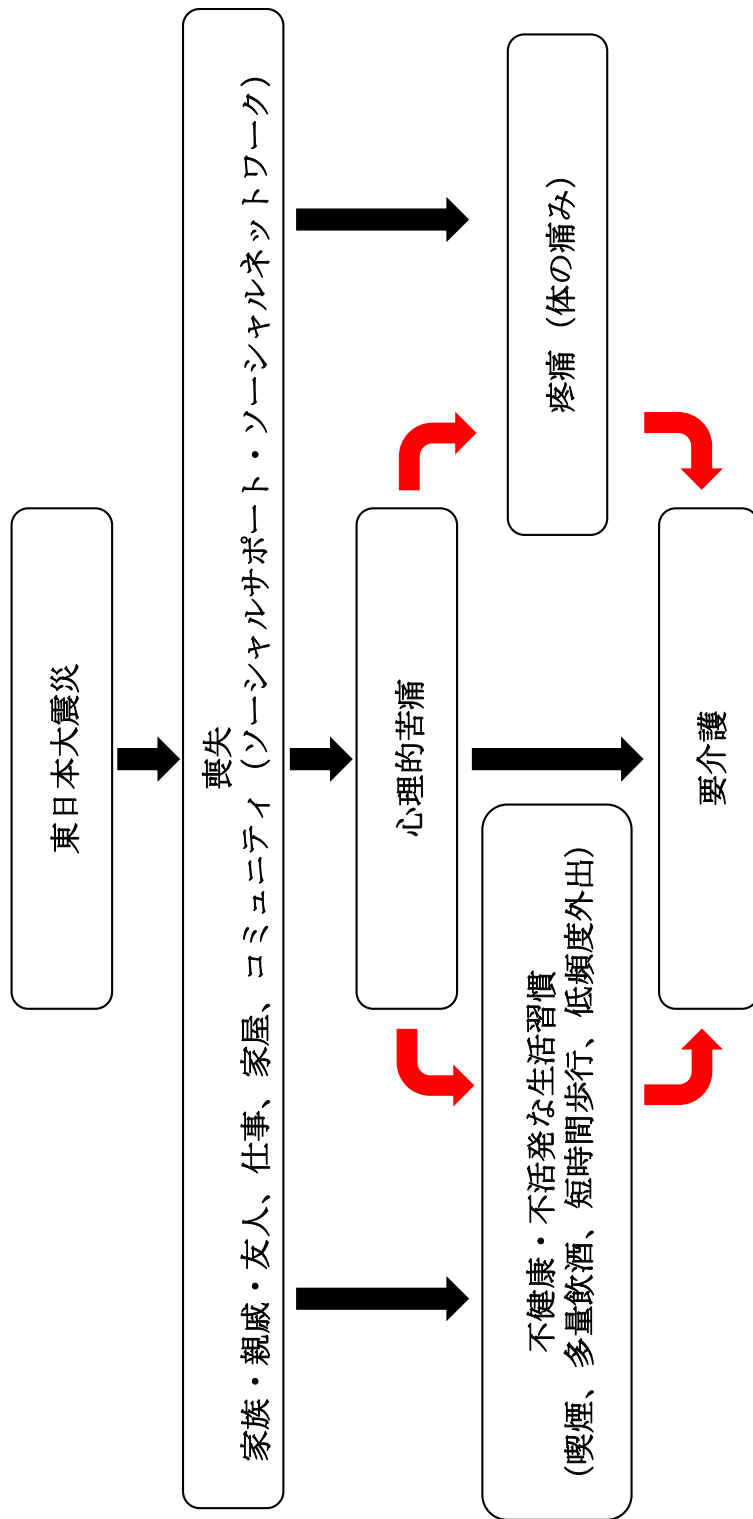 東日本大震災
喪失
家族・親戚・友人、仕事、家屋、コミュニティ（ソーシャルサポート・ソーシャルネットワーク）
心理的苦痛
不健康・不活発な生活習慣
(喫煙、多量飲酒、短時間歩行、低頻度外出)
疼痛（体の痛み）
要介護